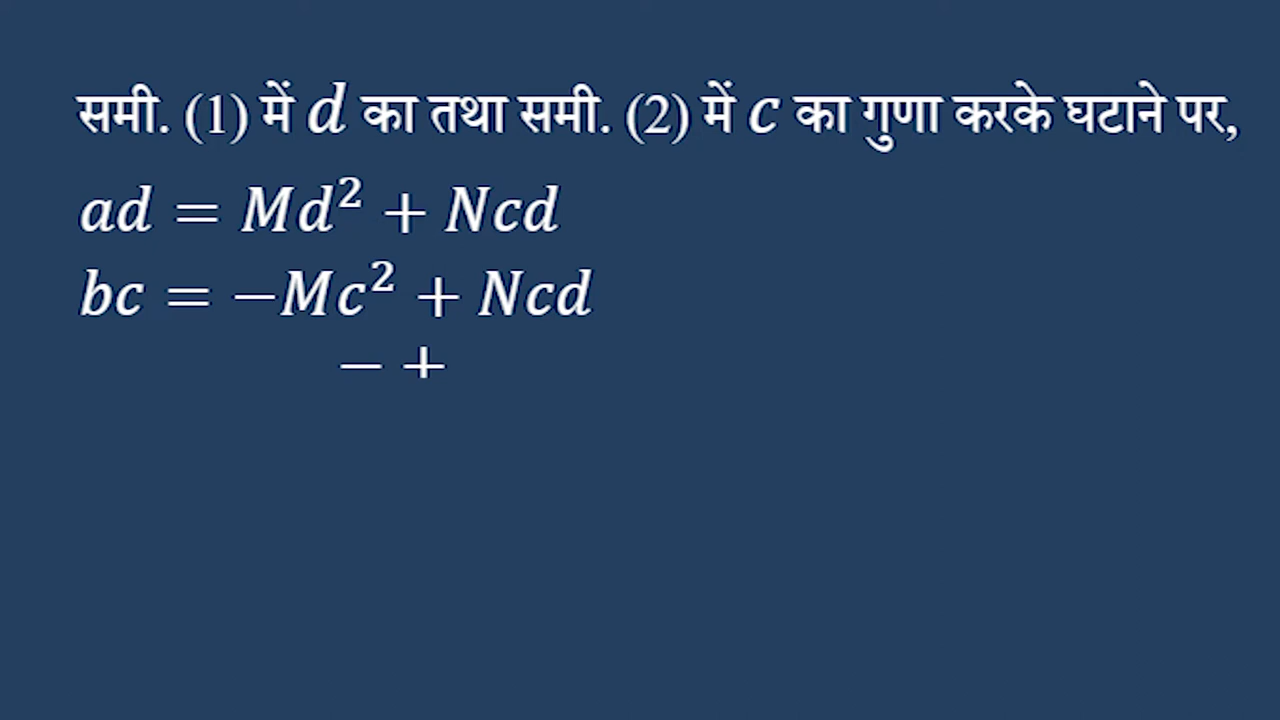 समी. (1) में d का तथा समी. (2) में c का गुणा करके घटाने पर,
ad = Md² + Ncd
bc = −Mc² + Ncd
− +